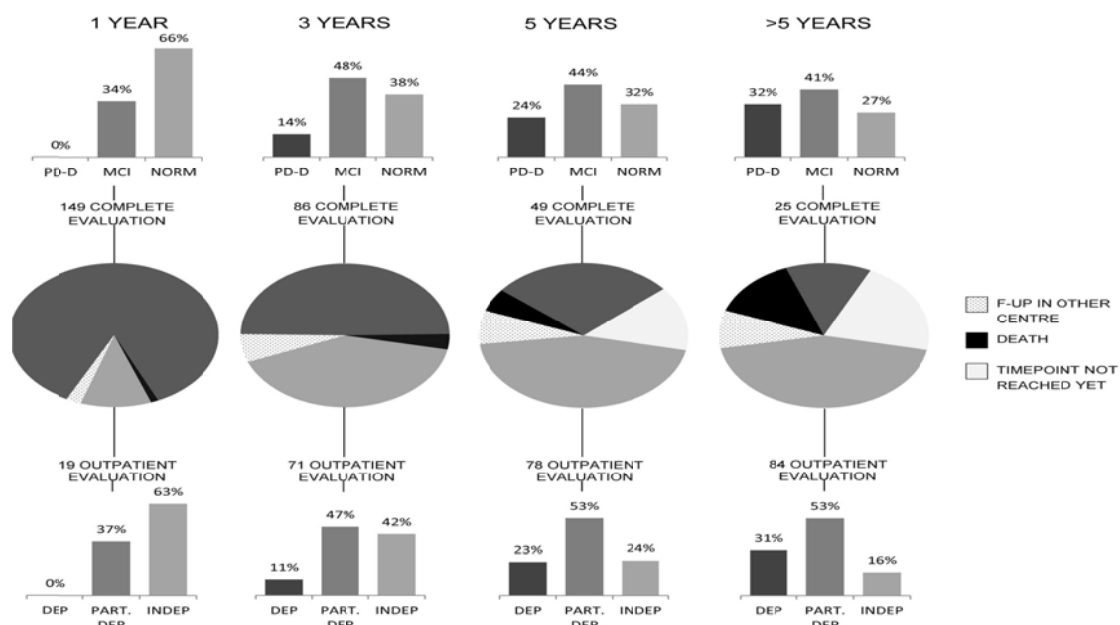 1 YEAR
3 YEARS
5 YEARS
>5 YEARS
0%
34%
66%
PD-D
MCI
NORM
14%
48%
38%
PD-D
MCI
NORM
24%
44%
32%
PD-D
MCI
NORM
32%
41%
27%
PD-D
MCI
NORM
149 COMPLETE
EVALUATION
86 COMPLETE
EVALUATION
49 COMPLETE
EVALUATION
25 COMPLETE
EVALUATION
F-UP IN OTHER
CENTRE
DEATH
TIMEPOINT NOT
REACHED YET
19 OUTPATIENT
EVALUATION
71 OUTPATIENT
EVALUATION
78 OUTPATIENT
EVALUATION
84 OUTPATIENT
EVALUATION
0%
37%
63%
DEP
PART.
DEP
INDEP
11%
47%
42%
DEP
PART.
DEP
INDEP
23%
53%
24%
DEP
PART.
DEP
INDEP
31%
53%
16%
DEP
PART.
DEP
INDEP